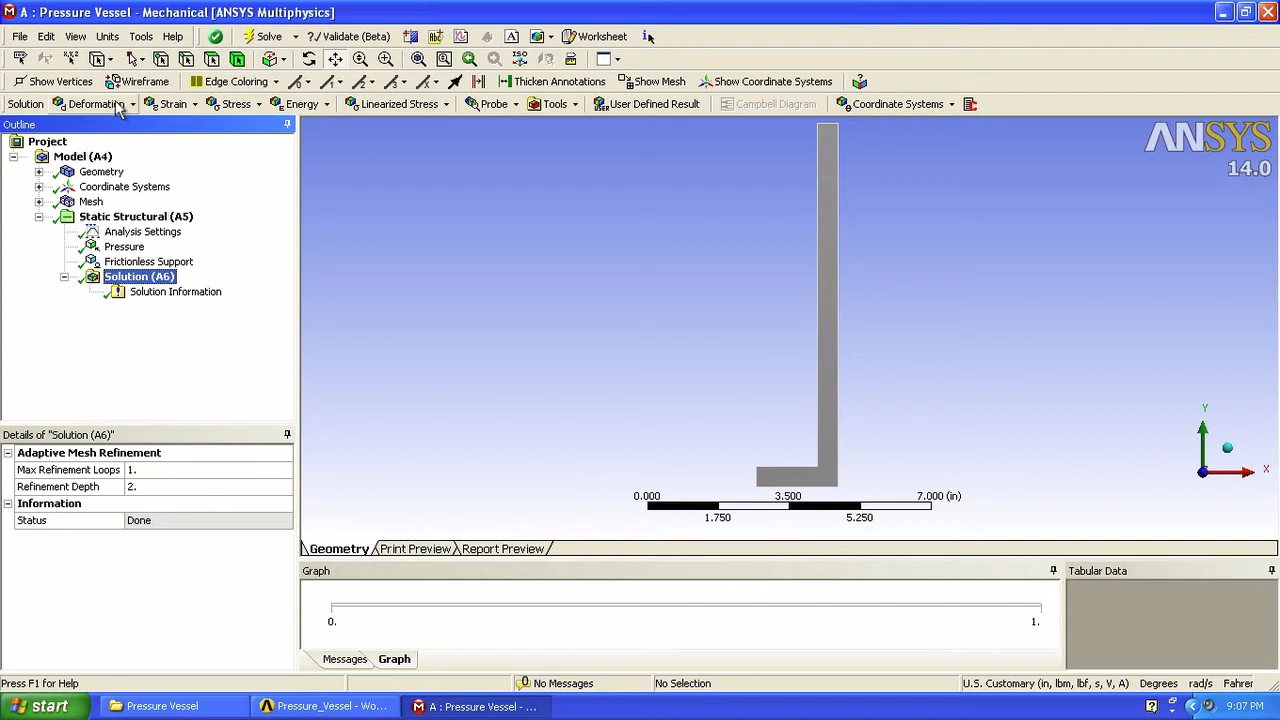 A : Pressure Vessel - Mechanical [ANSYS Multiphysics]
File Edit View Units Tools Help Solve ?/ Validate (Beta) Worksheet
Show Vertices Wireframe Edge Coloring Thicken Annotations Show Mesh Show Coordinate Systems
Solution Deformation Strain Stress Energy Linearized Stress Probe Tools User Defined Result Campbell Diagram Coordinate Systems
Outline
Project
Model (A4)
Geometry
Coordinate Systems
Mesh
Static Structural (A5)
Analysis Settings
Pressure
Frictionless Support
Solution (A6)
Solution Information
ANSYS
14.0
Y
X
0.000 3.500 7.000 (in)
1.750 5.250
Details of "Solution (A6)"
Adaptive Mesh Refinement
Max Refinement Loops 1.
Refinement Depth 2.
Information
Status Done
Geometry Print Preview Report Preview
Graph
0. 1.
Messages Graph
Tabular Data
Press F1 for Help 0 No Messages No Selection U.S. Customary (in, lbm, lbf, s, V, A) Degrees rad/s Fahrer
start Pressure Vessel Pressure_Vessel - Wo... A : Pressure Vessel - ... 9:07 PM